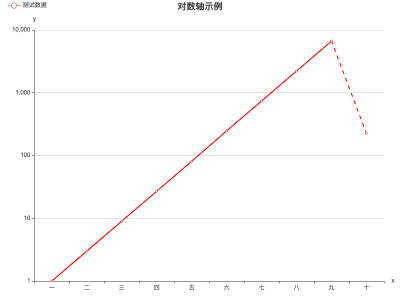 测试数据
对数轴示例
y
10,000
1,000
100
10
1
一 二 三 四 五 六 七 八 九 十
x